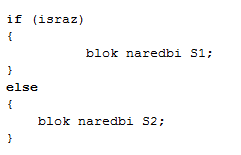 if (israz)
{
blok naredbi S1;
}
else
{
blok naredbi S2;
}